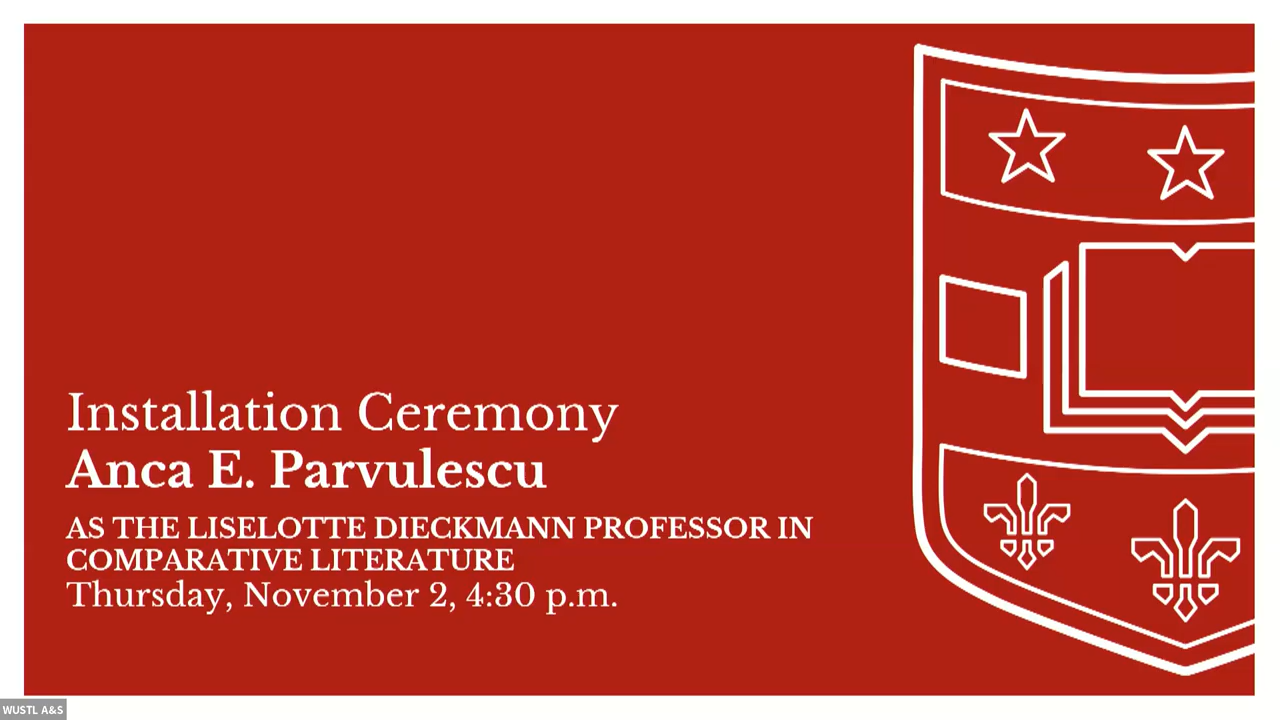 Installation Ceremony
Anca E. Parvulescu
AS THE LISELOTTE DIECKMANN PROFESSOR IN
COMPARATIVE LITERATURE
Thursday, November 2, 4:30 p.m.
WUSTL A&S